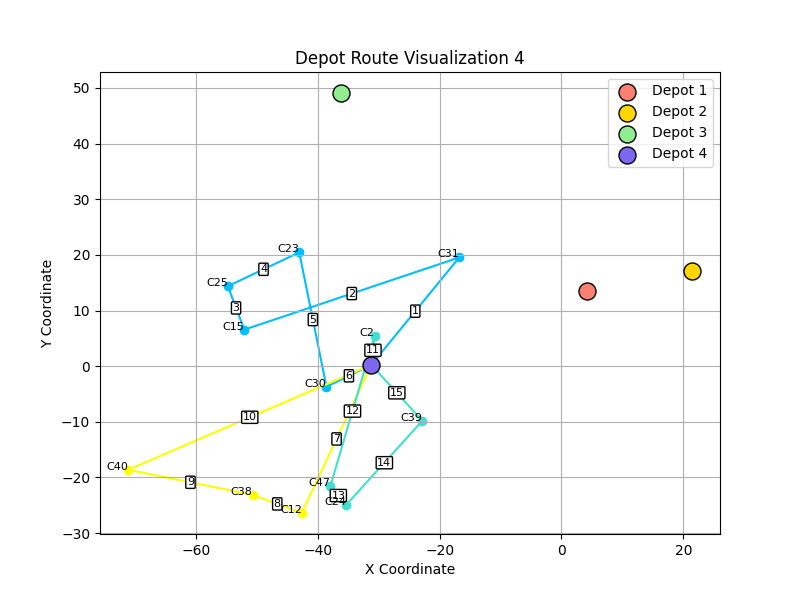 Depot Route Visualization 4
Depot 1
Depot 2
Depot 3
Depot 4
Y Coordinate
50
40
30
20
10
0
−10
−20
−30
C23
C31
4
C25
3
2
1
5
C15
C2
11
6
C30
15
12
10
C39
7
14
C40
9
C47
C38
13
C24
8
C12
−60
−40
−20
0
20
X Coordinate